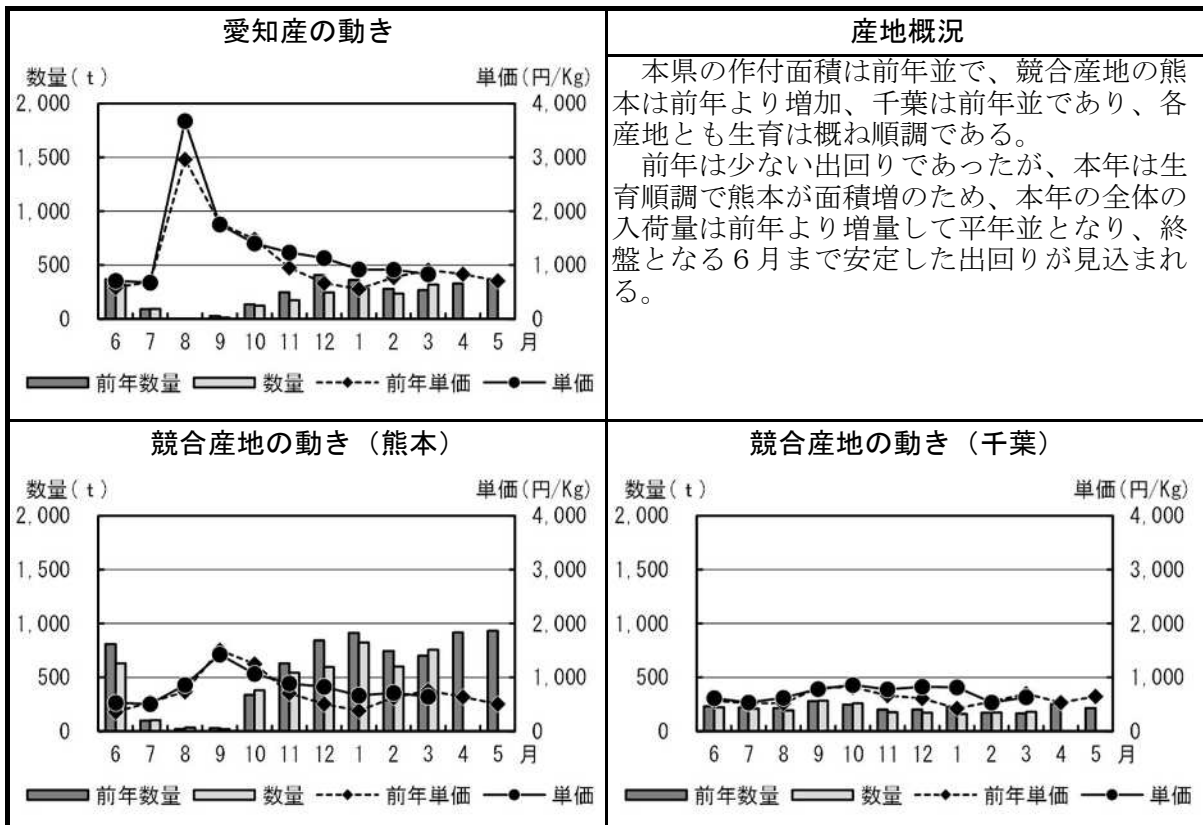 愛知産の動き
数量(t) 単価(円/Kg)
2,000 4,000
1,500 3,000
1,000 2,000
500 1,000
0 0
6 7 8 9 10 11 12 1 2 3 4 5 月
前年数量 数量 前年単価 単価
産地概況
本県の作付面積は前年並で、競合産地の熊
本は前年より増加、千葉は前年並であり、各
産地とも生育は概ね順調である。
前年は少ない出回りであったが、本年は生
育順調で熊本が面積増のため、本年の全体の
入荷量は前年より増量して平年並となり、終
盤となる6月まで安定した出回りが見込まれ
る。
競合産地の動き(熊本)
数量(t) 単価(円/Kg)
2,000 4,000
1,500 3,000
1,000 2,000
500 1,000
0 0
6 7 8 9 10 11 12 1 2 3 4 5 月
前年数量 数量 前年単価 単価
競合産地の動き(千葉)
数量(t) 単価(円/Kg)
2,000 4,000
1,500 3,000
1,000 2,000
500 1,000
0 0
6 7 8 9 10 11 12 1 2 3 4 5 月
前年数量 数量 前年単価 単価